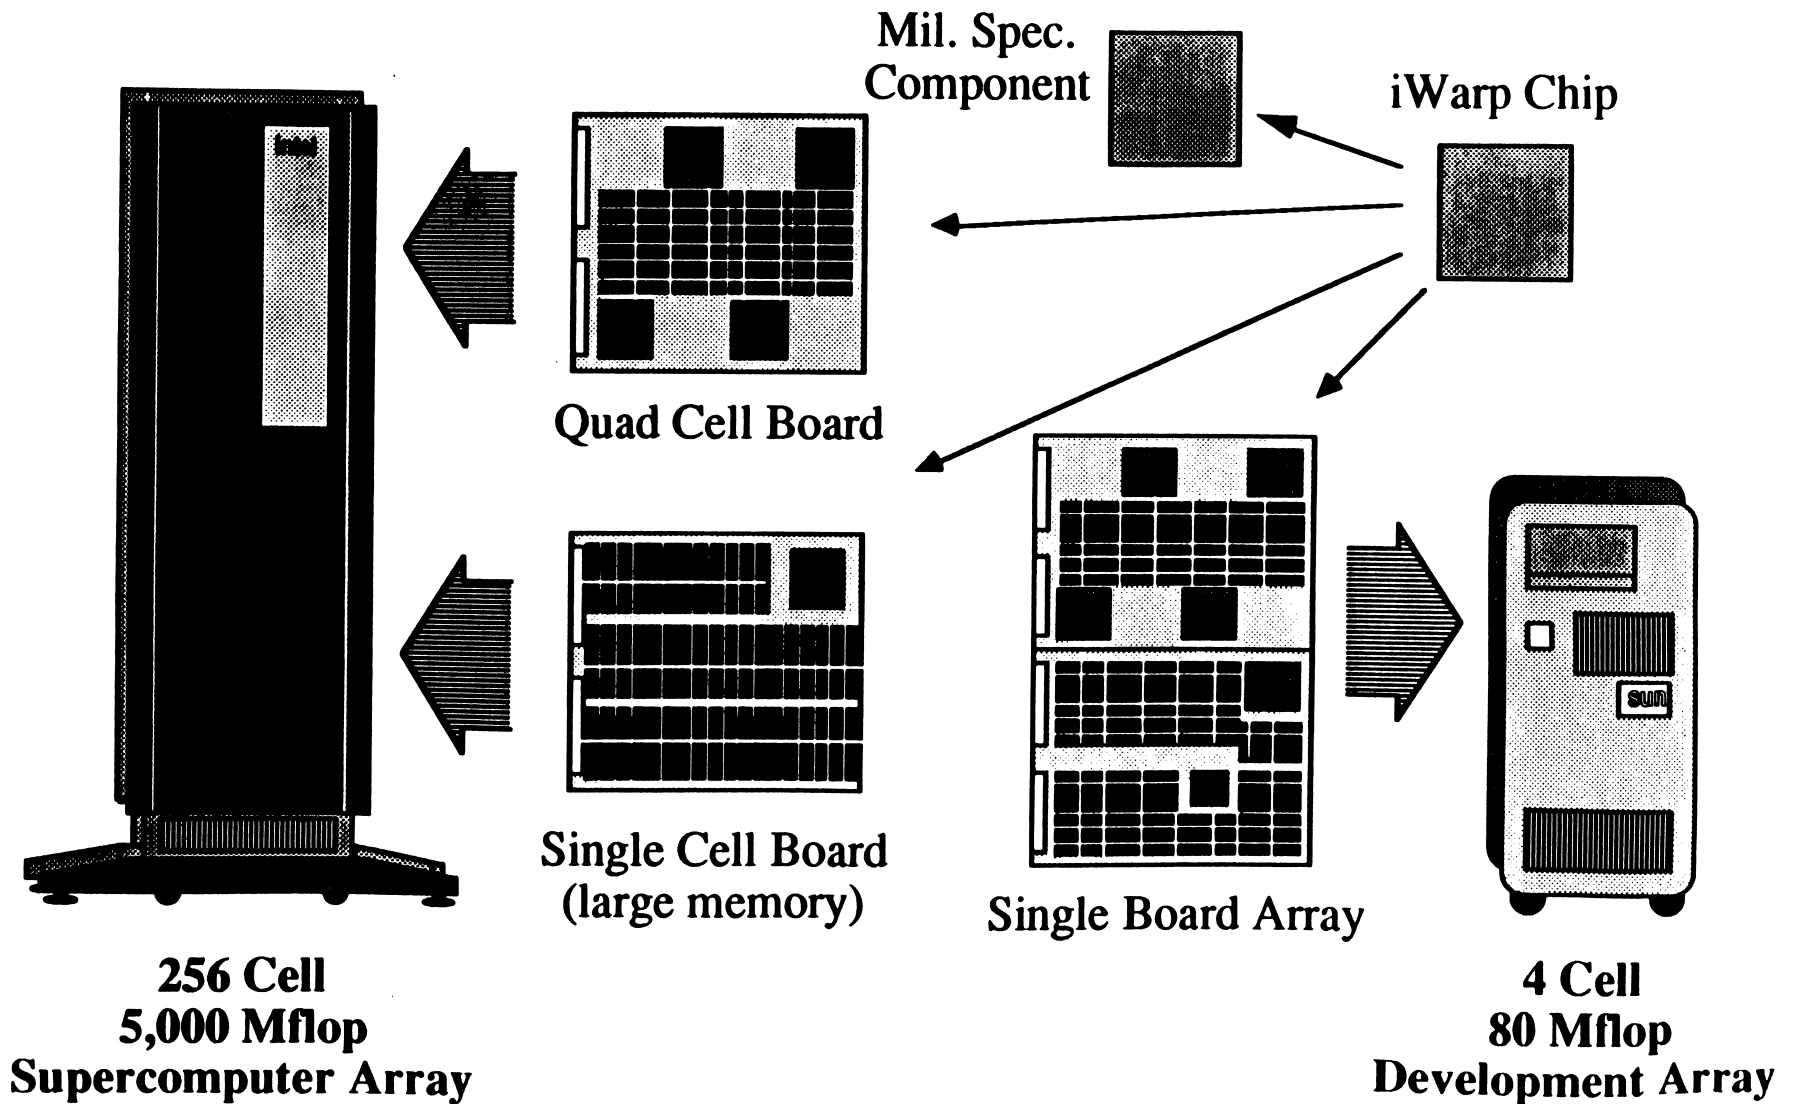 Mil. Spec.
Component
iWarp Chip
intel
Quad Cell Board
sun
Single Cell Board
(large memory)
Single Board Array
256 Cell
5,000 Mflop
Supercomputer Array
4 Cell
80 Mflop
Development Array